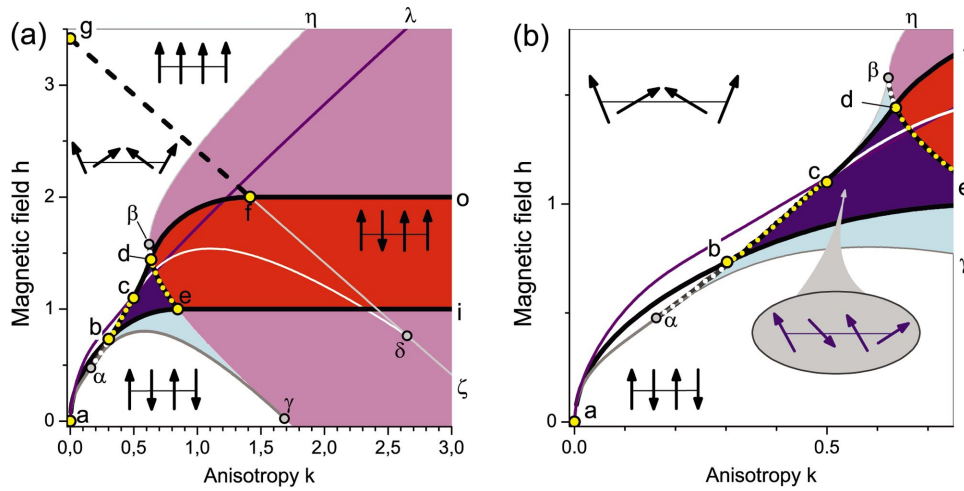 (a)
η
λ
g
3
β
2
o
f
d
c
e
1
i
b
δ
α
ζ
γ
0
a
0,0
0,5
1,0
1,5
2,0
2,5
3,0
Magnetic field h
Anisotropy k
(b)
η
β
d
c
e
1
b
γ
α
a
0
0.0
0.5
Magnetic field h
Anisotropy k